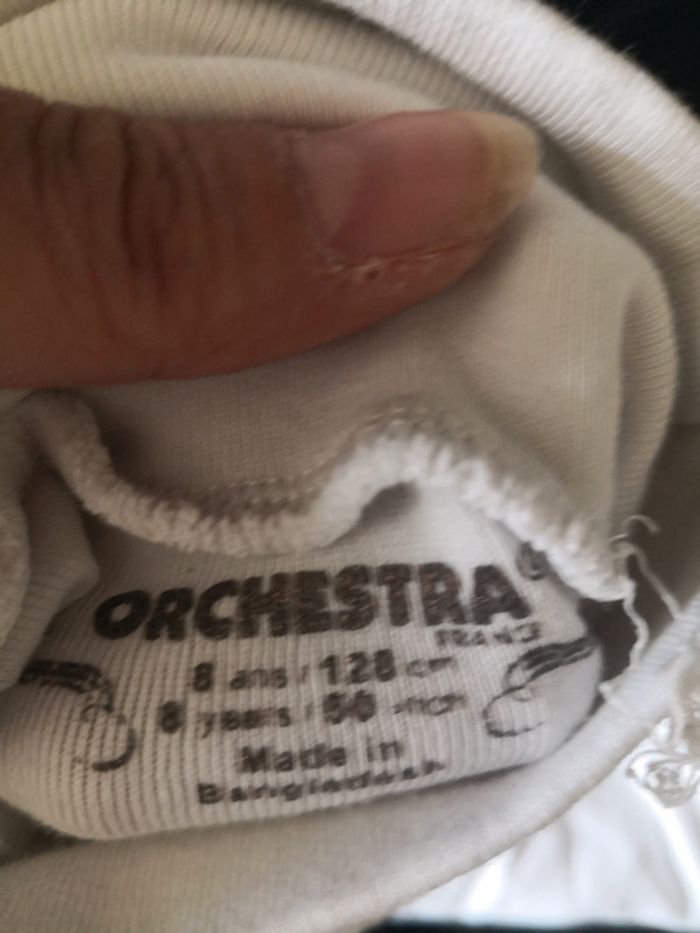 ORCHESTRA®
FRANCE
8 ans / 128 cm
8 years / 50 inch
Made in
Bangladesh